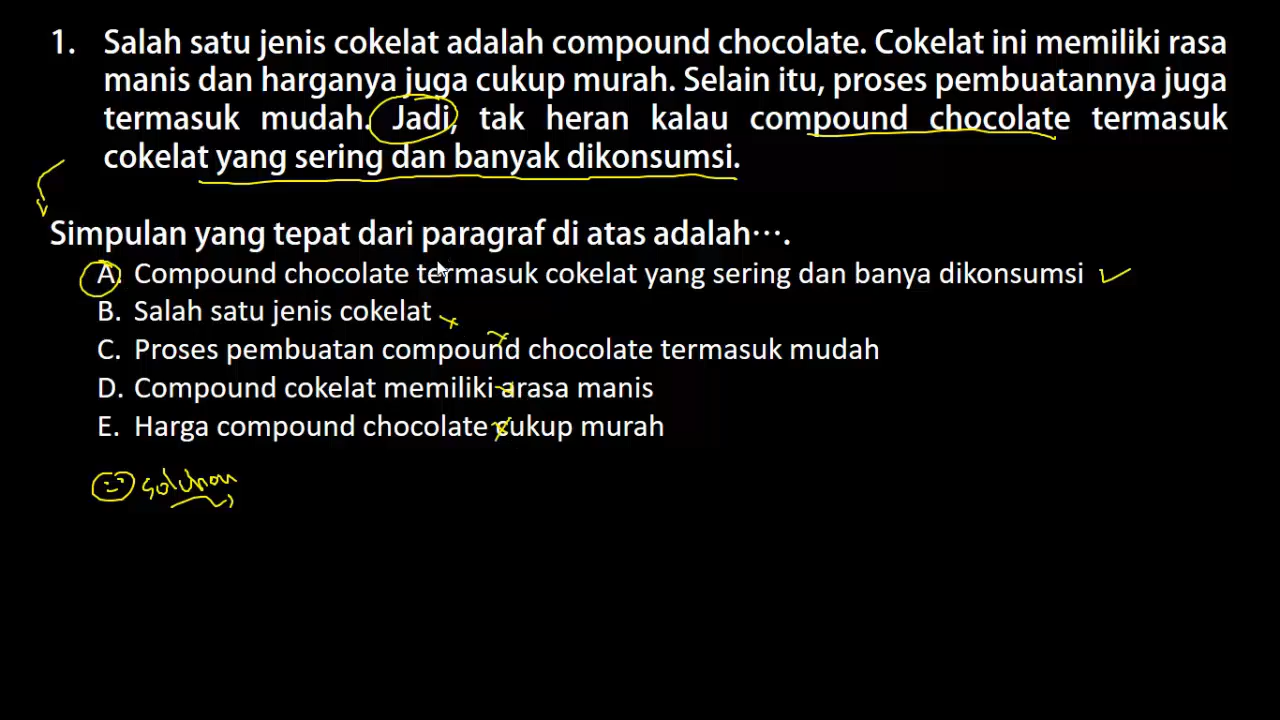 1. Salah satu jenis cokelat adalah compound chocolate. Cokelat ini memiliki rasa
manis dan harganya juga cukup murah. Selain itu, proses pembuatannya juga
termasuk mudah. Jadi, tak heran kalau compound chocolate termasuk
cokelat yang sering dan banyak dikonsumsi.
Simpulan yang tepat dari paragraf di atas adalah….
A. Compound chocolate termasuk cokelat yang sering dan banya dikonsumsi
B. Salah satu jenis cokelat
C. Proses pembuatan compound chocolate termasuk mudah
D. Compound cokelat memiliki arasa manis
E. Harga compound chocolate cukup murah